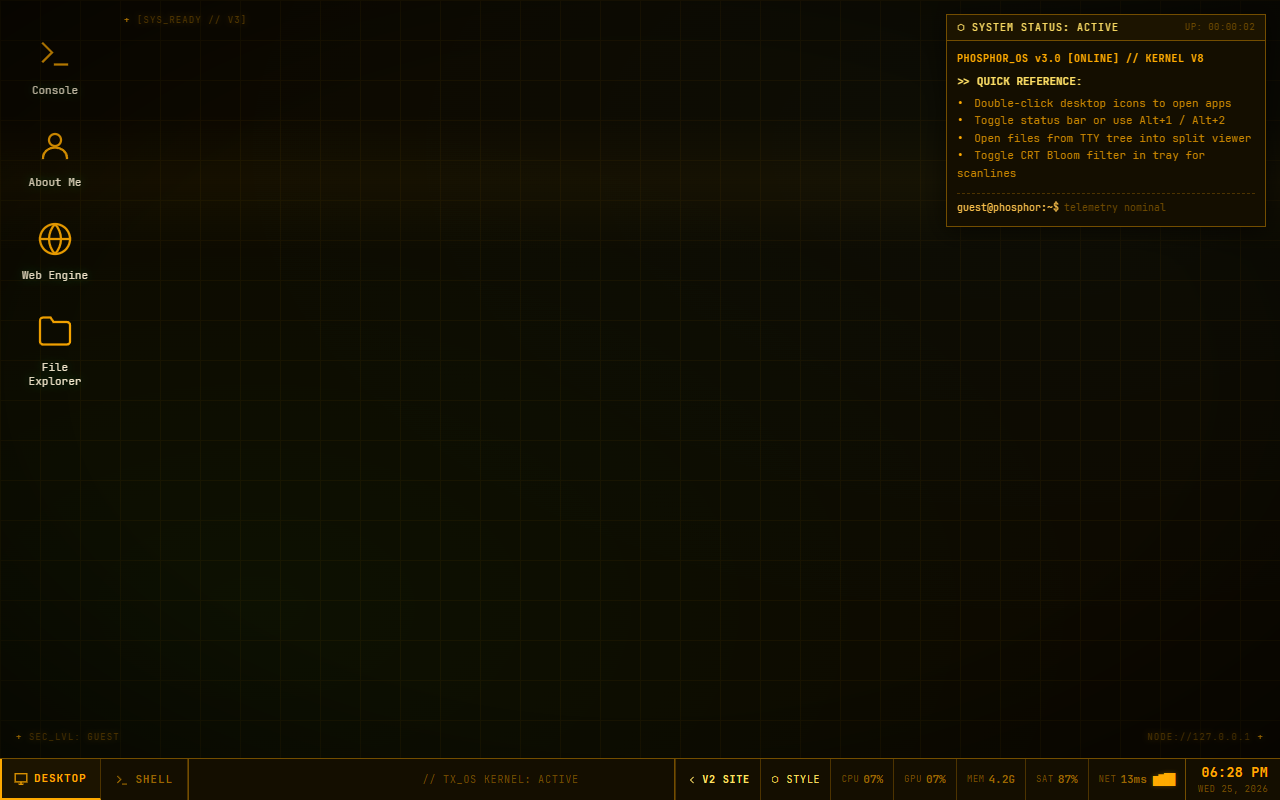 + [SYS_READY // V3]
Console
About Me
Web Engine
File
Explorer
SYSTEM STATUS: ACTIVE
UP: 00:00:02
PHOSPHOR_OS v3.0 [ONLINE] // KERNEL V8
>> QUICK REFERENCE:
• Double-click desktop icons to open apps
• Toggle status bar or use Alt+1 / Alt+2
• Open files from TTY tree into split viewer
• Toggle CRT Bloom filter in tray for
scanlines
guest@phosphor:~$ telemetry nominal
+ SEC_LVL: GUEST
NODE://127.0.0.1 +
DESKTOP
SHELL
// TX_OS KERNEL: ACTIVE
< V2 SITE
STYLE
CPU 07%
GPU 07%
MEM 4.2G
SAT 87%
NET 13ms
06:28 PM
WED 25, 2026